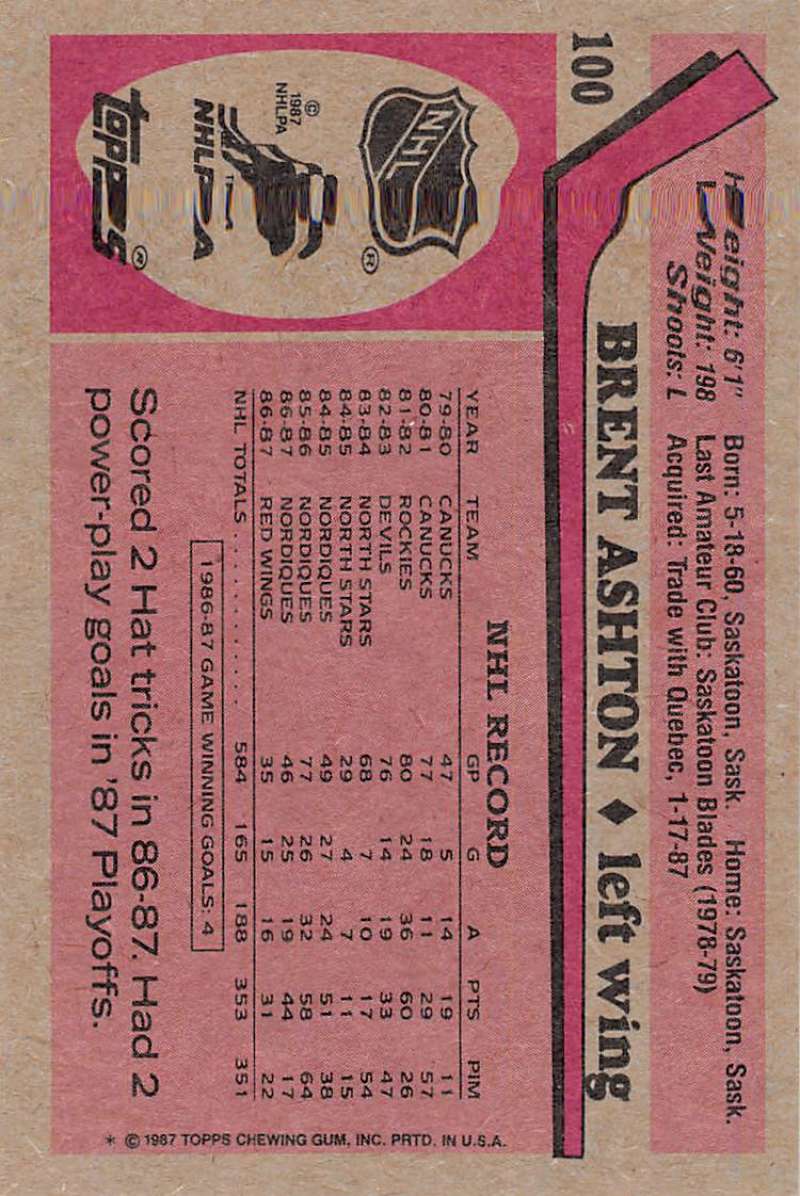 100
Height: 6'1" Born: 5-18-60, Saskatoon, Sask. Home: Saskatoon, Sask.
Weight: 198 Last Amateur Club: Saskatoon Blades (1978-79)
Shoots: L Acquired: Trade with Quebec, 1-17-87
BRENT ASHTON ♦ left wing
NHL
®
© 1987
NHLPA
NHLPA
TM
topps ®
NHL RECORD
YEAR TEAM GP G A PTS PIM
79-80 CANUCKS 47 5 14 19 11
80-81 CANUCKS 77 18 11 29 57
81-82 ROCKIES 80 24 36 60 26
82-83 DEVILS 76 14 19 33 47
83-84 NORTH STARS 68 7 10 17 54
84-85 NORTH STARS 29 4 7 11 15
84-85 NORDIQUES 49 27 24 51 38
85-86 NORDIQUES 77 26 32 58 64
86-87 NORDIQUES 46 25 19 44 17
86-87 RED WINGS 35 15 16 31 22
NHL TOTALS . . . . . . . . . . . 584 165 188 353 351
1986-87 GAME WINNING GOALS: 4
Scored 2 Hat tricks in 86-87. Had 2
power-play goals in '87 Playoffs.
* © 1987 TOPPS CHEWING GUM, INC. PRTD. IN U.S.A.